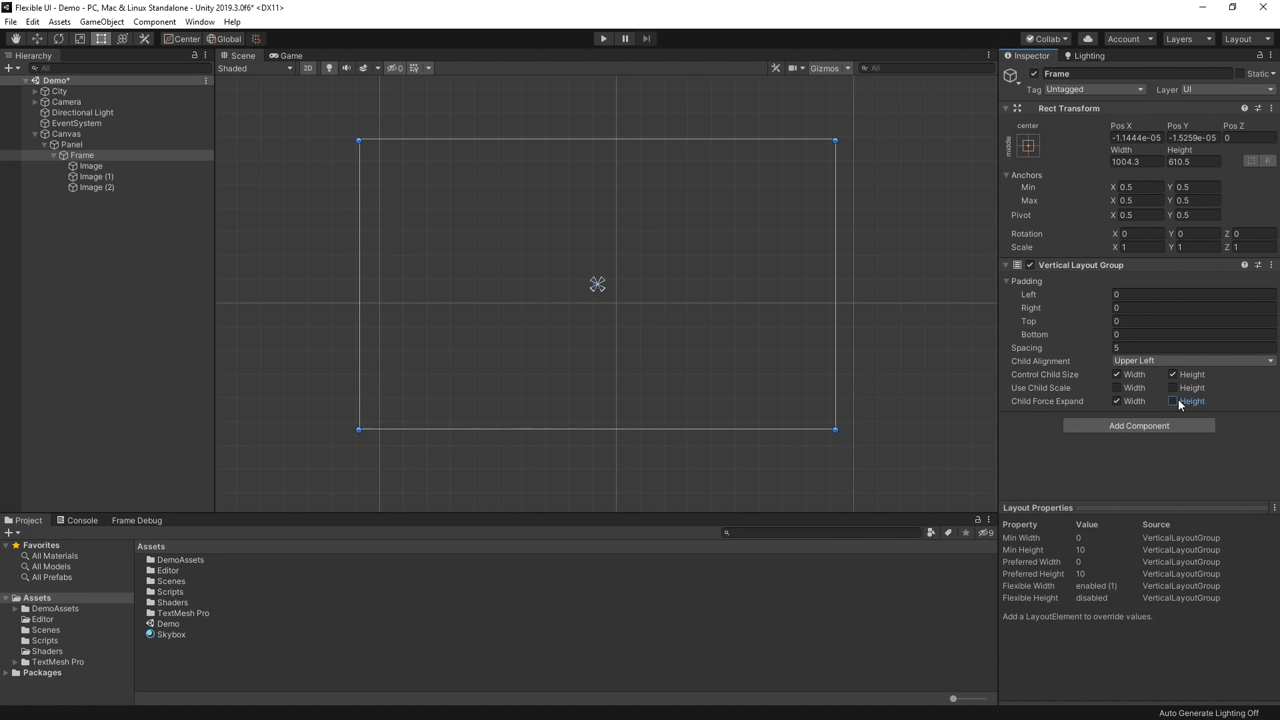 Flexible UI - Demo - PC, Mac & Linux Standalone - Unity 2019.3.0f6* <DX11>
File Edit Assets GameObject Component Window Help
Center Global Collab Account Layers Layout
Hierarchy
All
Demo*
City
Camera
Directional Light
EventSystem
Canvas
Panel
Frame
Image
Image (1)
Image (2)
Scene Game
Shaded 2D 0 Gizmos All
Inspector Lighting
Frame Static
Tag Untagged Layer UI
Rect Transform
center
middle
Pos X Pos Y Pos Z
-1.1444e-05 -1.5259e-05 0
Width Height
1004.3 610.5 R
Anchors
Min X 0.5 Y 0.5
Max X 0.5 Y 0.5
Pivot X 0.5 Y 0.5
Rotation X 0 Y 0 Z 0
Scale X 1 Y 1 Z 1
Vertical Layout Group
Padding
Left 0
Right 0
Top 0
Bottom 0
Spacing 5
Child Alignment Upper Left
Control Child Size Width Height
Use Child Scale Width Height
Child Force Expand Width Height
Add Component
Layout Properties
Property Value Source
Min Width 0 VerticalLayoutGroup
Min Height 10 VerticalLayoutGroup
Preferred Width 0 VerticalLayoutGroup
Preferred Height 10 VerticalLayoutGroup
Flexible Width enabled (1) VerticalLayoutGroup
Flexible Height disabled VerticalLayoutGroup
Add a LayoutElement to override values.
Project Console Frame Debug
9
Favorites
All Materials
All Models
All Prefabs
Assets
DemoAssets
Editor
Scenes
Scripts
Shaders
TextMesh Pro
Packages
Assets
DemoAssets
Editor
Scenes
Scripts
Shaders
TextMesh Pro
Demo
Skybox
Auto Generate Lighting Off